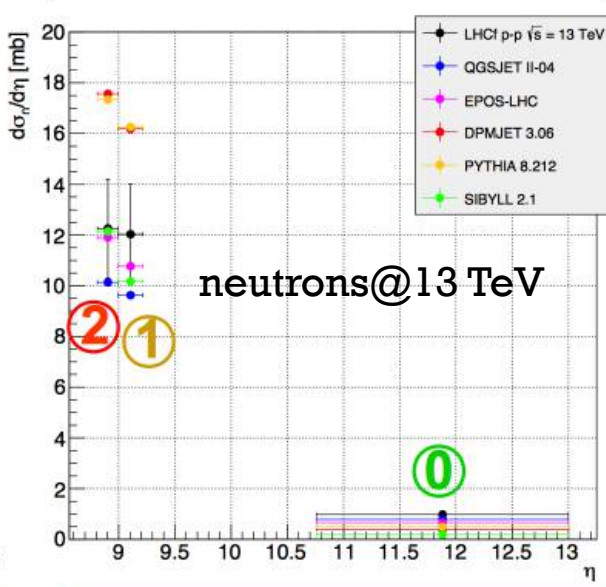 dσₙ/dη [mb]
20
18
16
14
12
10
8
6
4
2
0
LHCf p-p √s = 13 TeV
QGSJET II-04
EPOS-LHC
DPMJET 3.06
PYTHIA 8.212
SIBYLL 2.1
neutrons@13 TeV
2
1
0
9 9.5 10 10.5 11 11.5 12 12.5 13
η